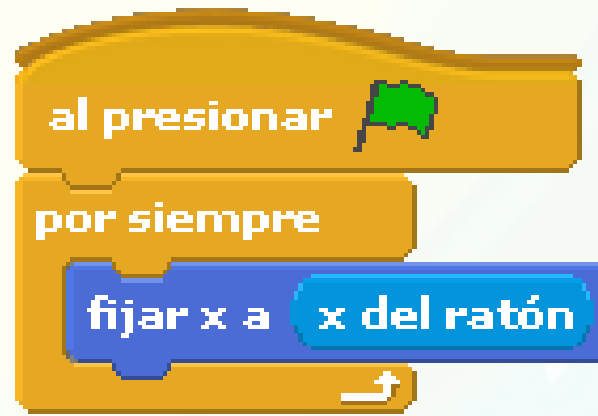 al presionar
por siempre
fijar x a x del ratón